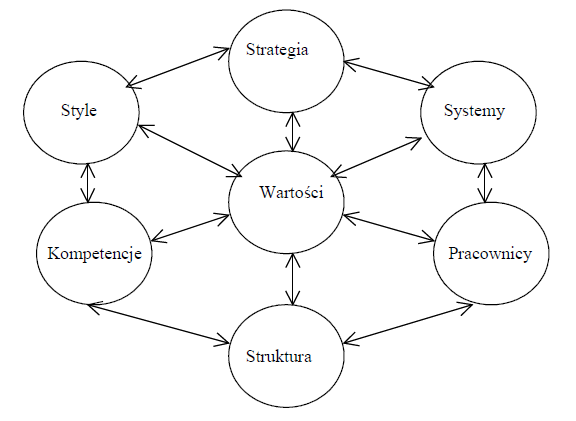 Strategia
Style
Systemy
Wartości
Kompetencje
Pracownicy
Struktura